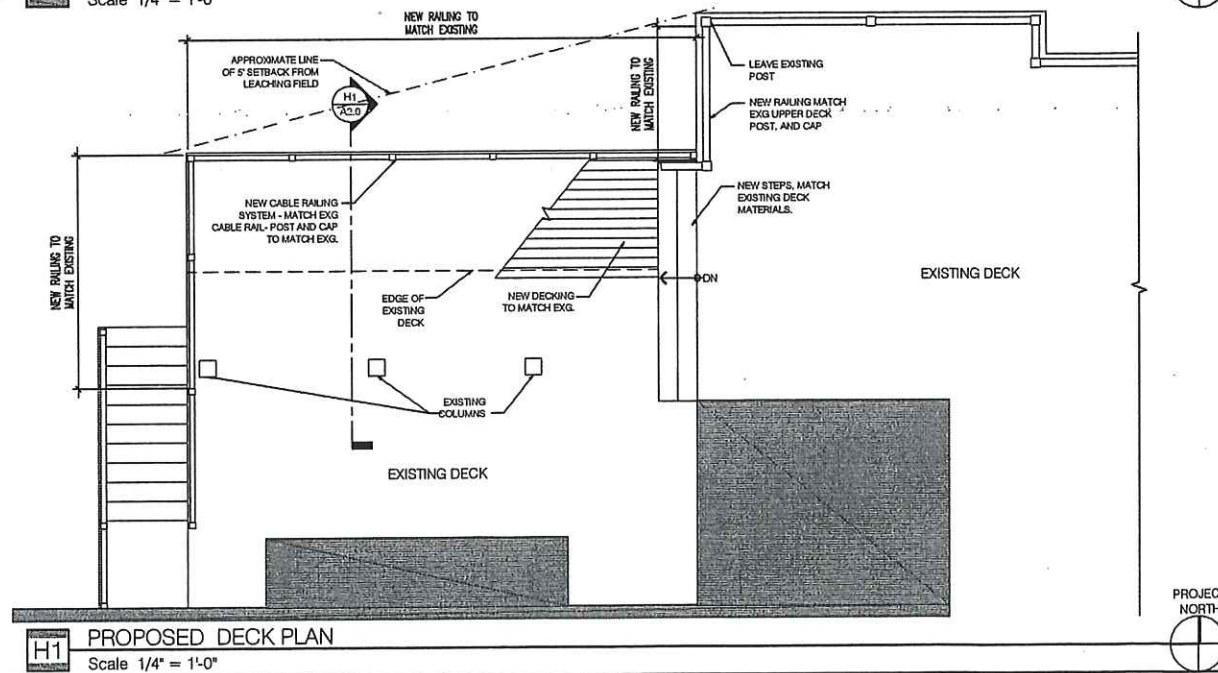 Scale 1/4" = 1'-0"
NEW RAILING TO
MATCH EXISTING
APPROXIMATE LINE
OF 5' SETBACK FROM
LEACHING FIELD
H1
A2.0
NEW RAILING TO
MATCH EXISTING
LEAVE EXISTING
POST
NEW RAILING MATCH
EXG UPPER DECK
POST, AND CAP
NEW CABLE RAILING
SYSTEM - MATCH EXG
CABLE RAIL- POST AND CAP
TO MATCH EXG.
NEW STEPS, MATCH
EXISTING DECK
MATERIALS.
NEW RAILING TO
MATCH EXISTING
EDGE OF
EXISTING
DECK
NEW DECKING
TO MATCH EXG.
DN
EXISTING DECK
EXISTING
COLUMNS
EXISTING DECK
PROJEC
NORTH
H1
PROPOSED DECK PLAN
Scale 1/4" = 1'-0"